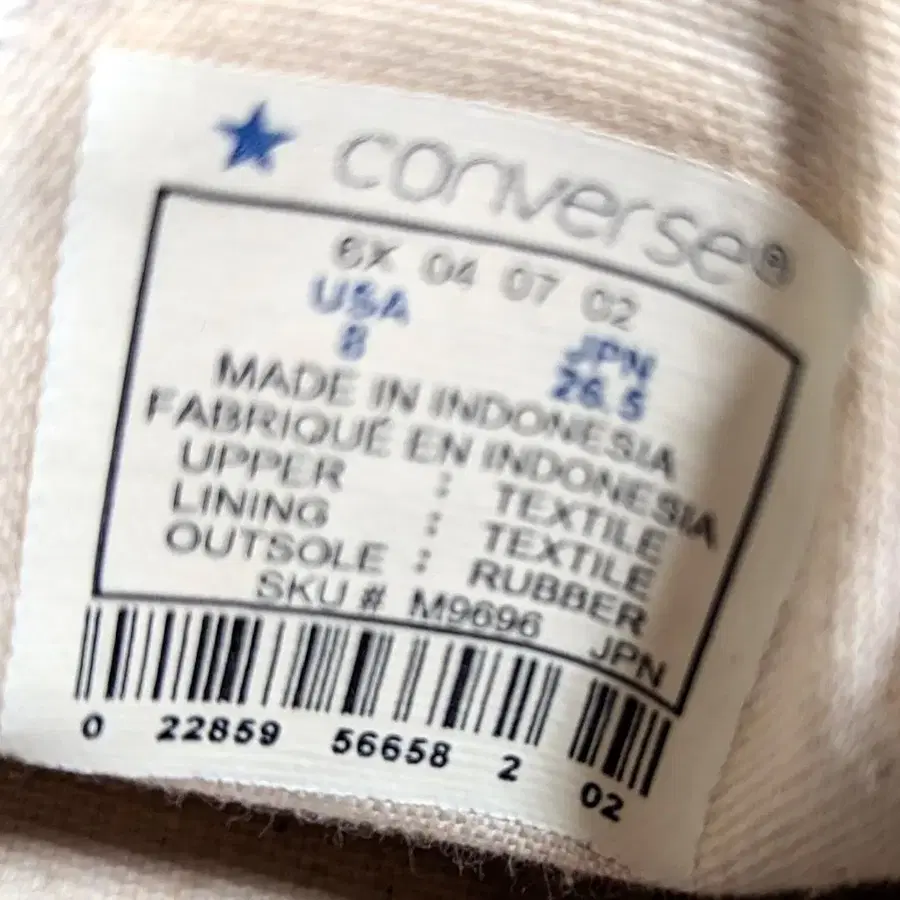 converse®
6X 04 07 02
USA JPN
8 26.5
MADE IN INDONESIA
FABRIQUÉ EN INDONESIA
UPPER : TEXTILE
LINING : TEXTILE
OUTSOLE : RUBBER
SKU # M9696 JPN
0 22859 56658 2 02